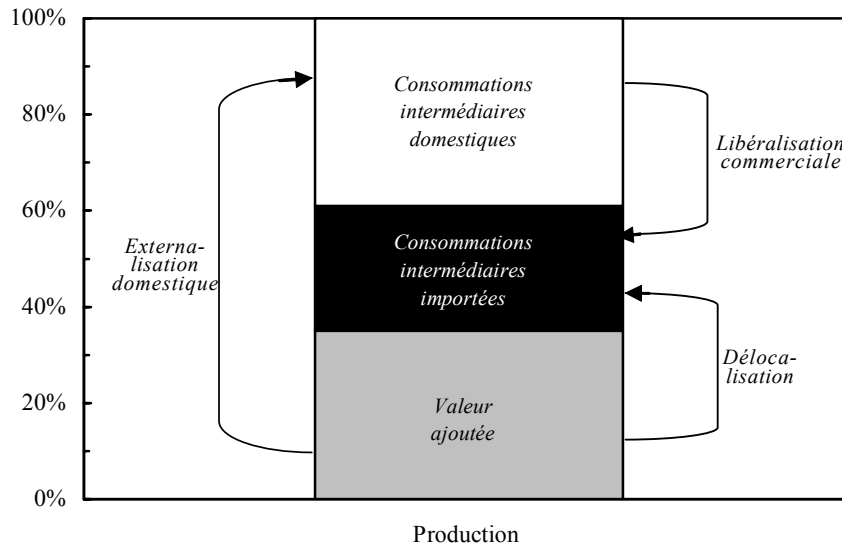 100%
80%
60%
40%
20%
0%
Externa-
lisation
domestique
Consommations
intermédiaires
domestiques
Consommations
intermédiaires
importées
Valeur
ajoutée
Libéralisation
commerciale
Déloca-
lisation
Production